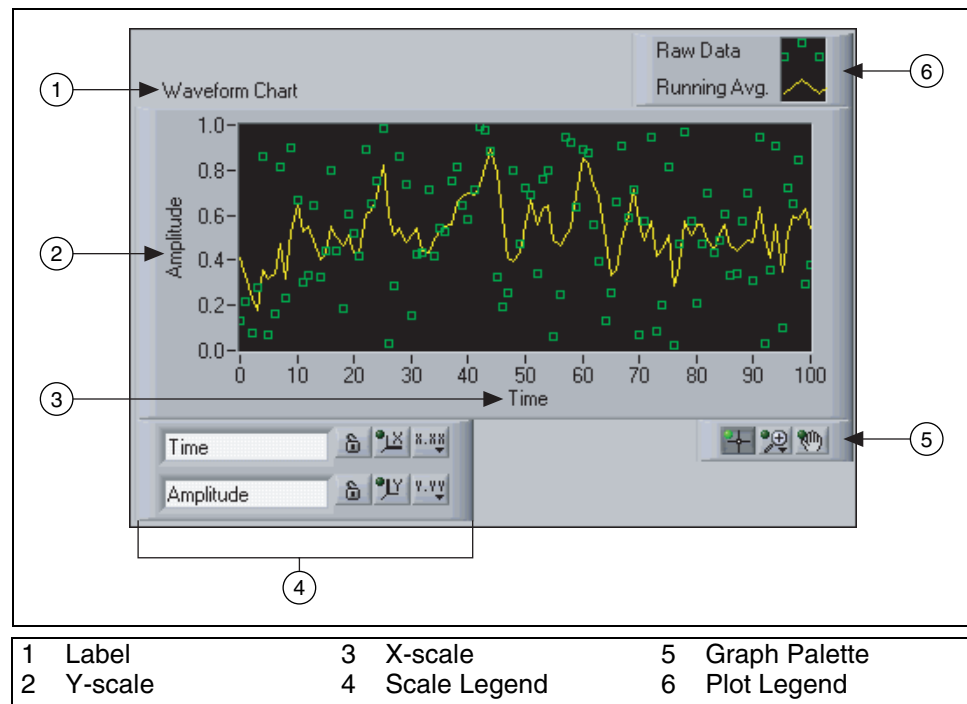 Raw Data
Running Avg.
6
1
Waveform Chart
1.0
0.8
0.6
0.4
0.2
0.0
2
Amplitude
0 10 20 30 40 50 60 70 80 90 100
3
Time
Time X X.XX
5
Amplitude Y Y.YY
4
1 Label 3 X-scale 5 Graph Palette
2 Y-scale 4 Scale Legend 6 Plot Legend